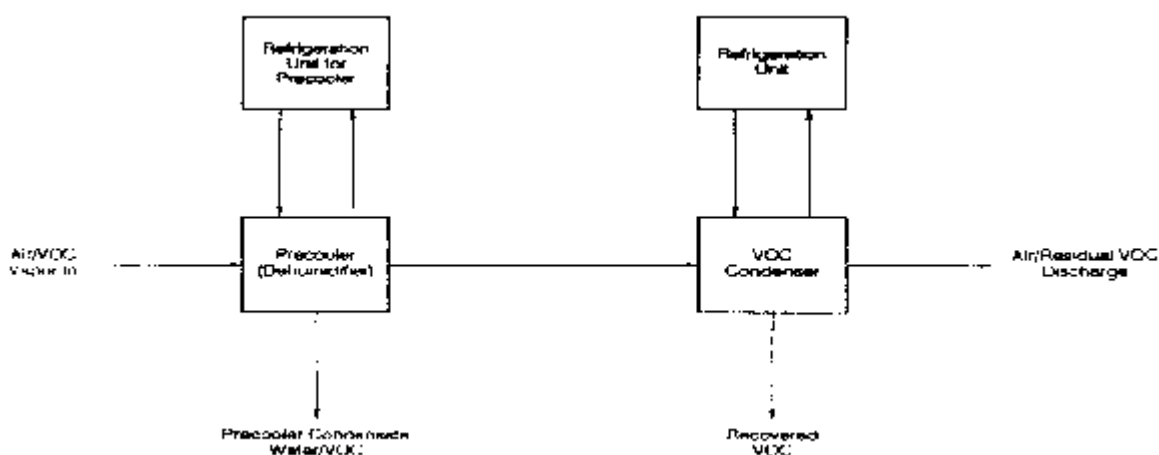 Refrigeration
Unit for
Precooler
Refrigeration
Unit
Air/VOC
Vapor In
Precooler
(Dehumidifier)
VOC
Condenser
Air/Residual VOC
Discharge
Precooler Condensate
Water/VOC
Recovered
VOC